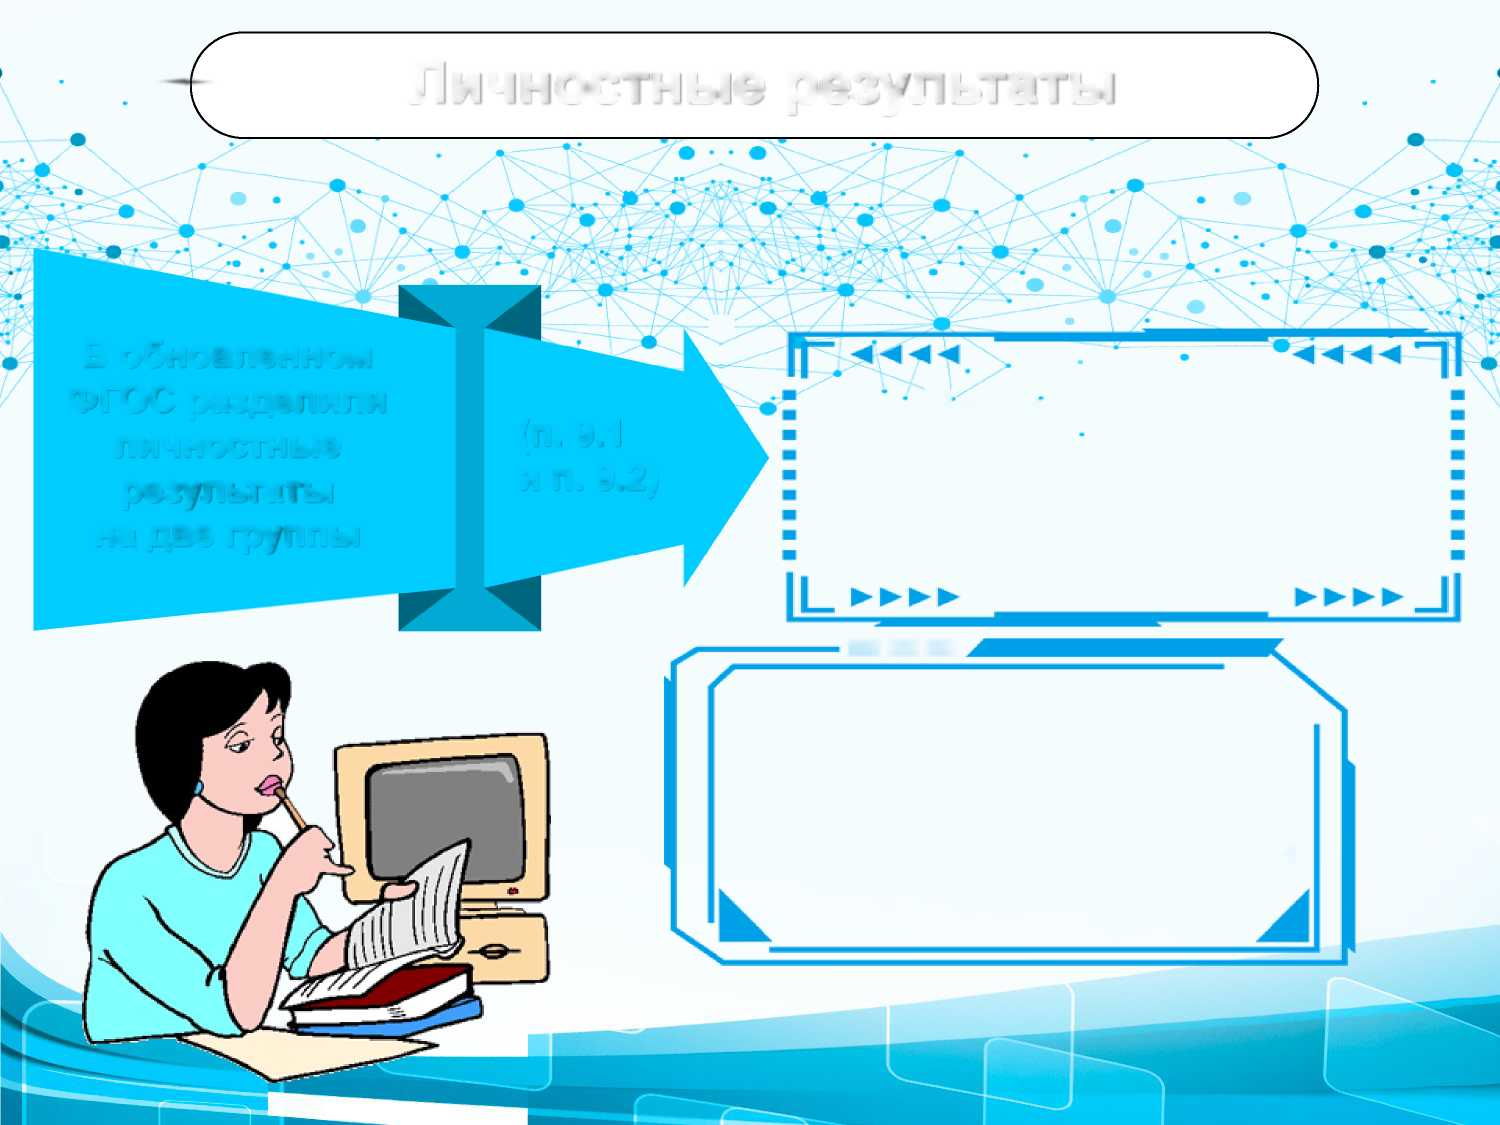 Личностные результаты
В обновленном
ФГОС разделили
личностные
результаты
на две группы
(п. 9.1
и п. 9.2)